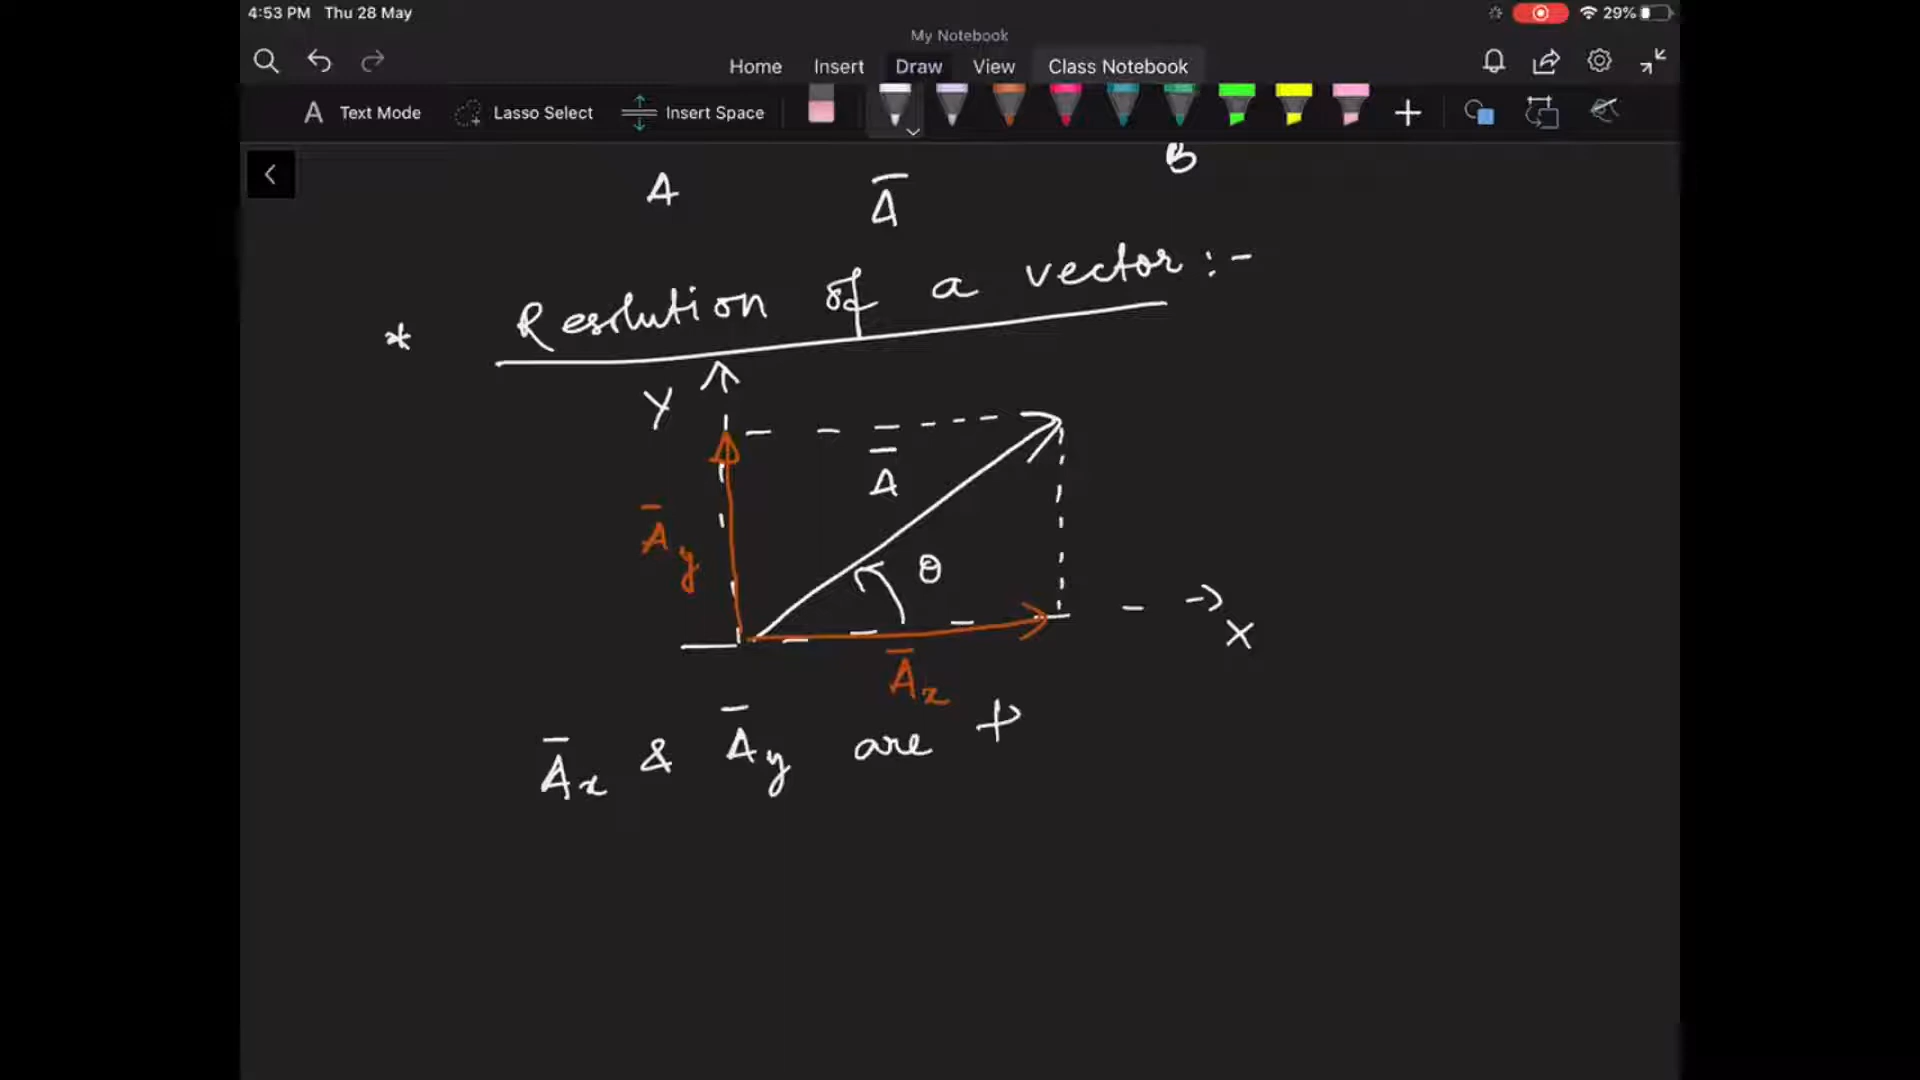 4:53 PM Thu 28 May
29%
My Notebook
Home Insert Draw View Class Notebook
A Text Mode Lasso Select Insert Space
A Ā B
* Resolution of a vector:-
Y
Ā
Āy
θ
X
Āx
Āx & Āy are p